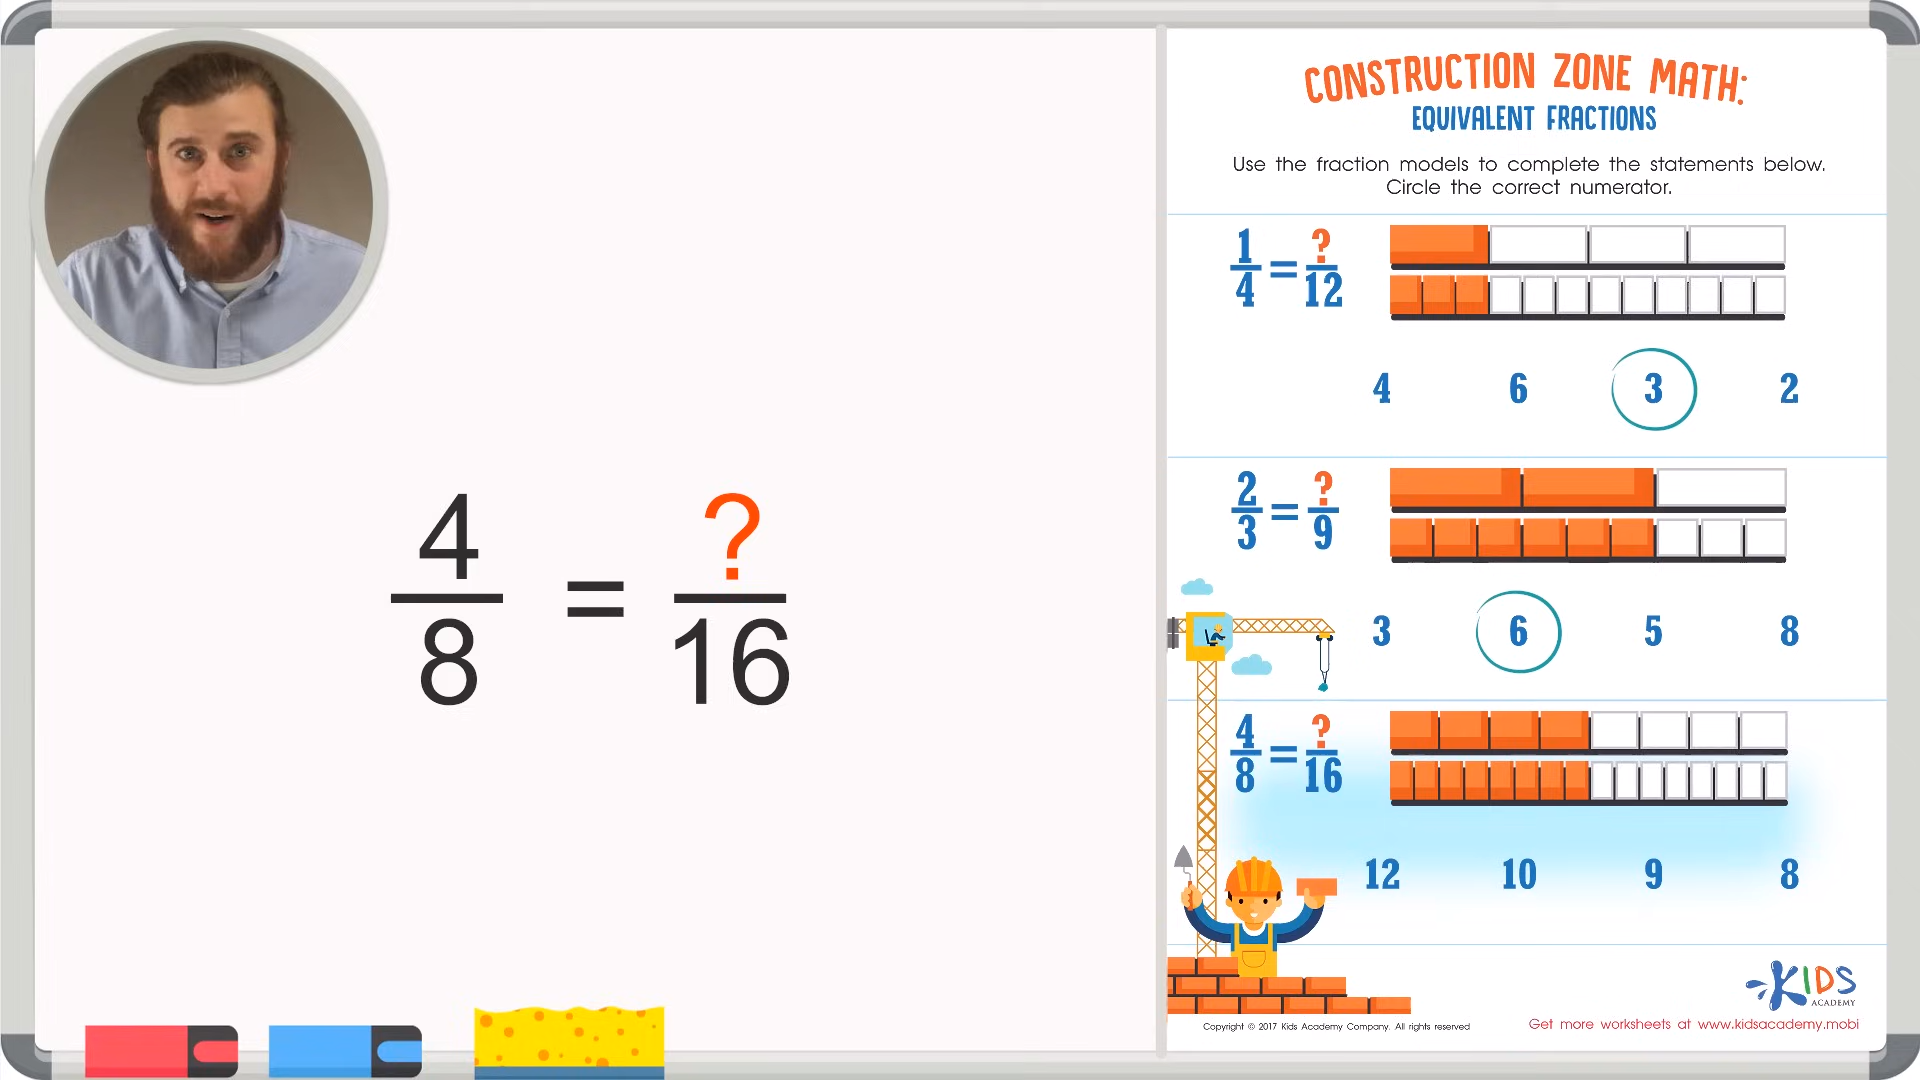 4/8 = ?/16
CONSTRUCTION ZONE MATH:
EQUIVALENT FRACTIONS
Use the fraction models to complete the statements below.
Circle the correct numerator.
1/4 = ?/12
4 6 3 2
2/3 = ?/9
3 6 5 8
4/8 = ?/16
12 10 9 8
KIDS
ACADEMY
Copyright © 2017 Kids Academy Company. All rights reserved
Get more worksheets at www.kidsacademy.mobi